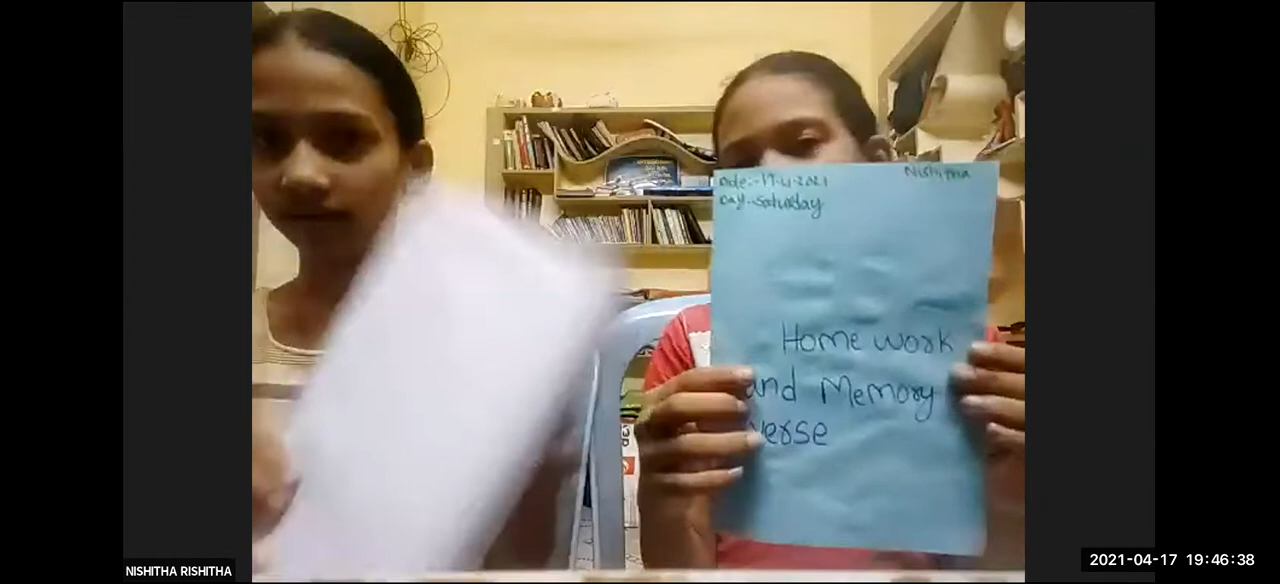 Date:-17-4-2021
Nishitha
Day-Saturday
Home work
and Memory
verse
NISHITHA RISHITHA
2021-04-17 19:46:38